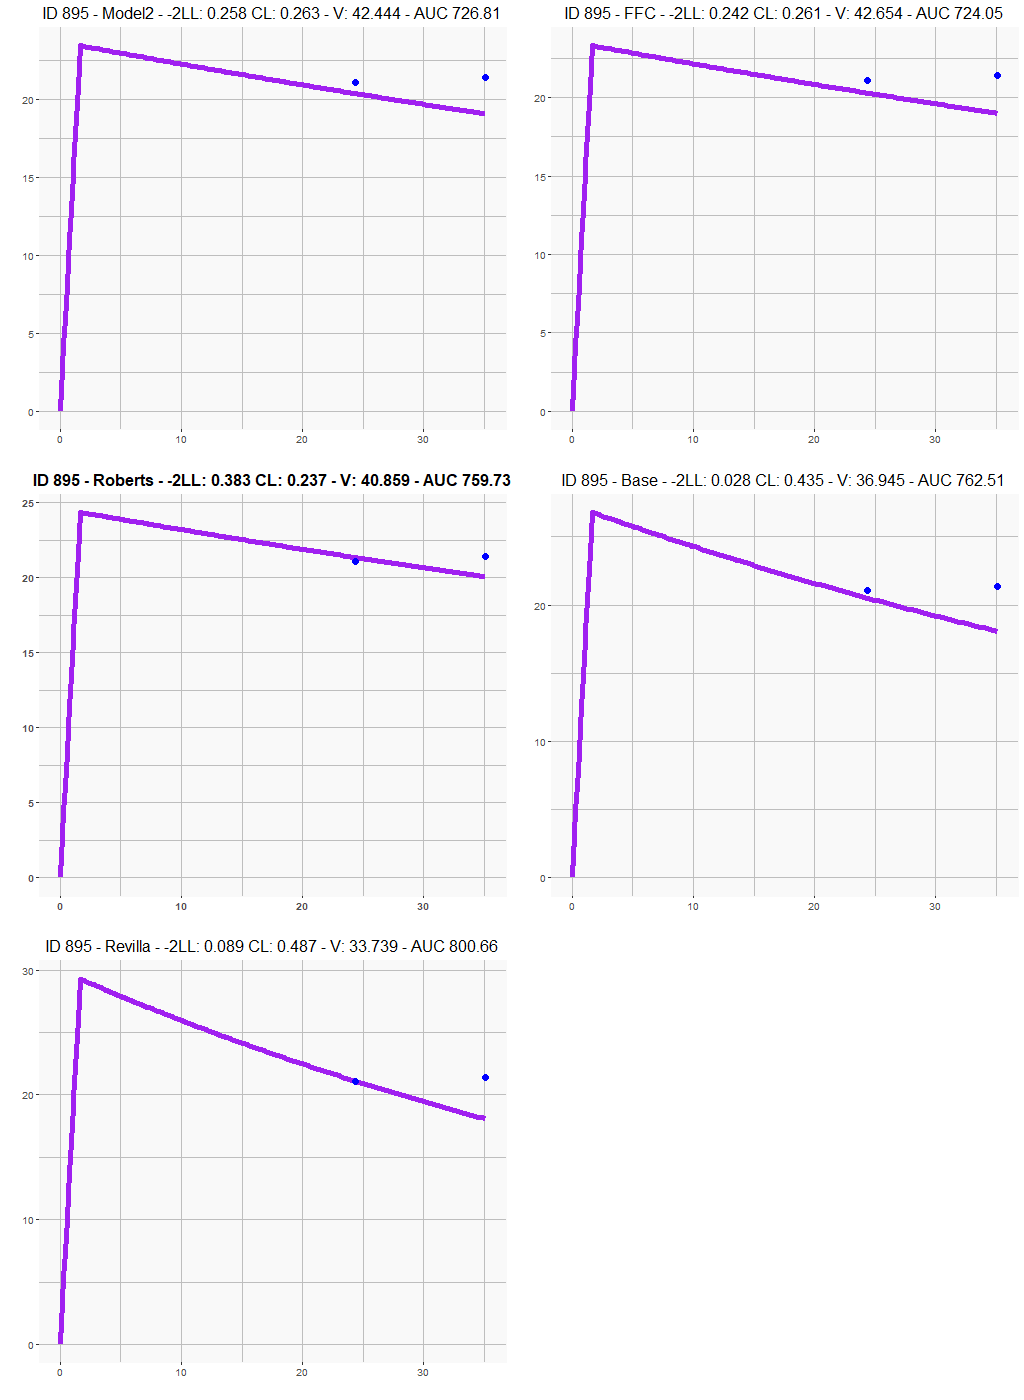 ID 895 - Model2 - -2LL: 0.258 CL: 0.263 - V: 42.444 - AUC 726.81
20
15
10
5
0
0 10 20 30
ID 895 - FFC - -2LL: 0.242 CL: 0.261 - V: 42.654 - AUC 724.05
20
15
10
5
0
0 10 20 30
ID 895 - Roberts - -2LL: 0.383 CL: 0.237 - V: 40.859 - AUC 759.73
25
20
15
10
5
0
0 10 20 30
ID 895 - Base - -2LL: 0.028 CL: 0.435 - V: 36.945 - AUC 762.51
20
10
0
0 10 20 30
ID 895 - Revilla - -2LL: 0.089 CL: 0.487 - V: 33.739 - AUC 800.66
30
20
10
0
0 10 20 30